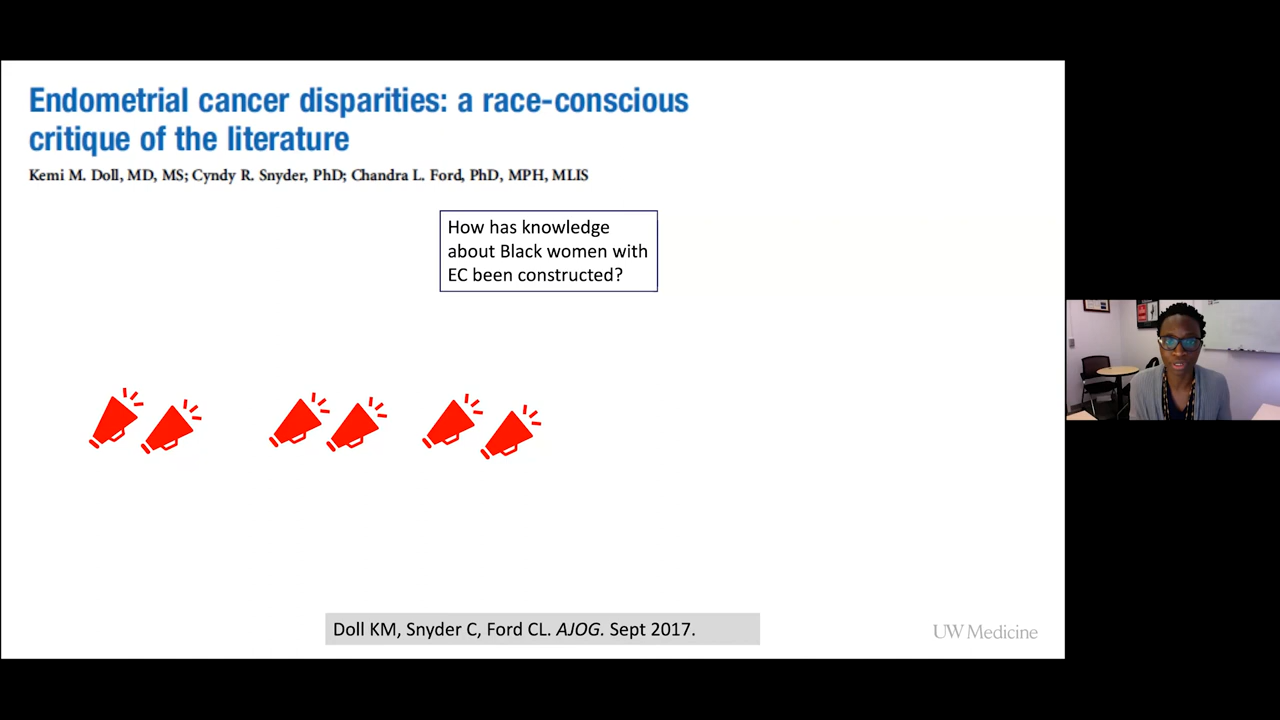 Endometrial cancer disparities: a race-conscious
critique of the literature
Kemi M. Doll, MD, MS; Cyndy R. Snyder, PhD; Chandra L. Ford, PhD, MPH, MLIS
How has knowledge
about Black women with
EC been constructed?
Doll KM, Snyder C, Ford CL. AJOG. Sept 2017.
UW Medicine